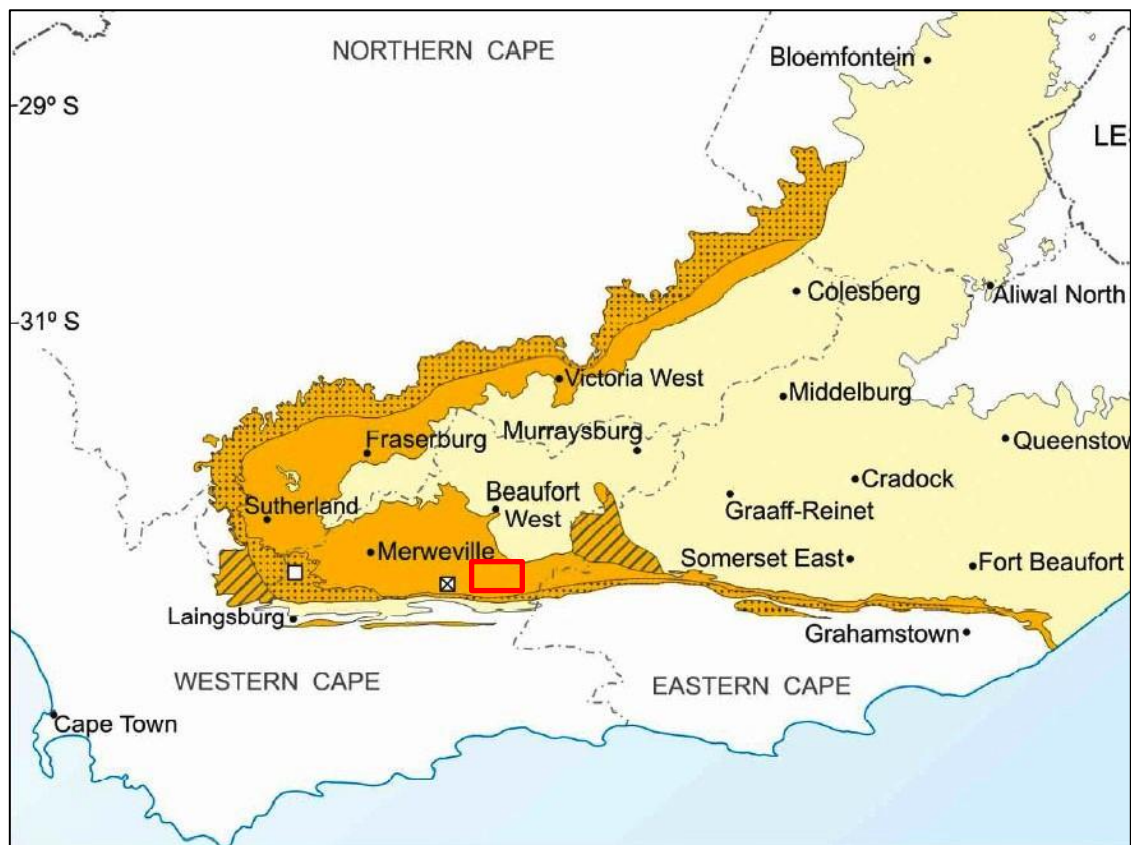 NORTHERN CAPE
Bloemfontein
29° S
LE
Colesberg
Aliwal North
31° S
Victoria West
Middelburg
Fraserburg
Murraysburg
Queenstow
Cradock
Beaufort
West
Graaff-Reinet
Sutherland
Merweville
Somerset East
Fort Beaufort
Laingsburg
Grahamstown
WESTERN CAPE
EASTERN CAPE
Cape Town